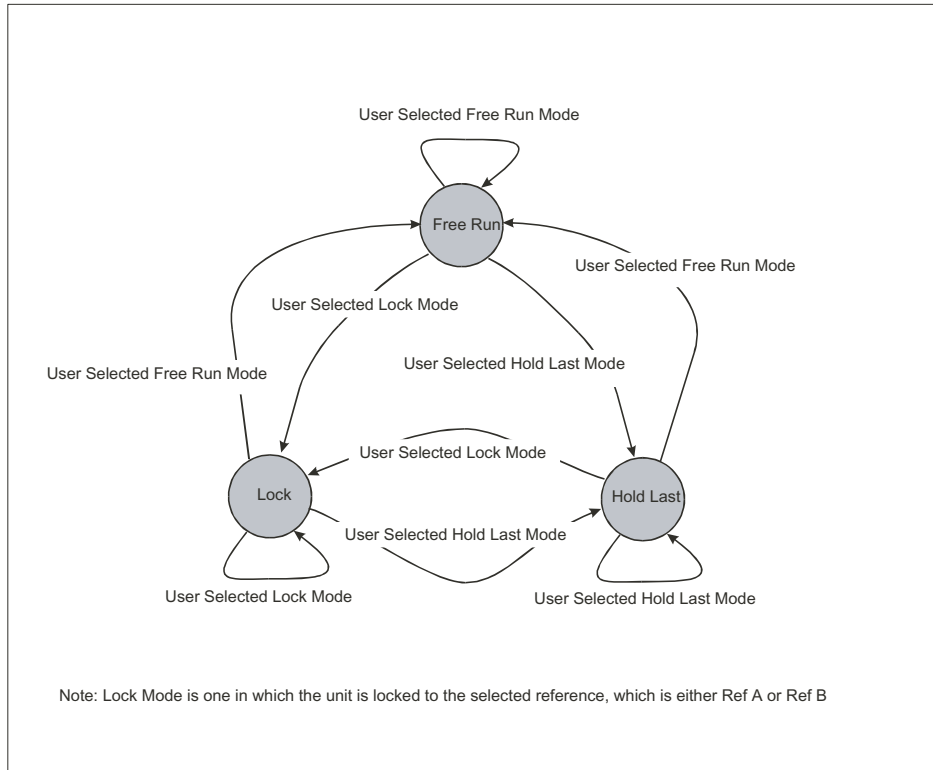 User Selected Free Run Mode
Free Run
User Selected Free Run Mode
User Selected Lock Mode
User Selected Hold Last Mode
User Selected Free Run Mode
User Selected Lock Mode
Lock
Hold Last
User Selected Hold Last Mode
User Selected Lock Mode
User Selected Hold Last Mode
Note: Lock Mode is one in which the unit is locked to the selected reference, which is either Ref A or Ref B